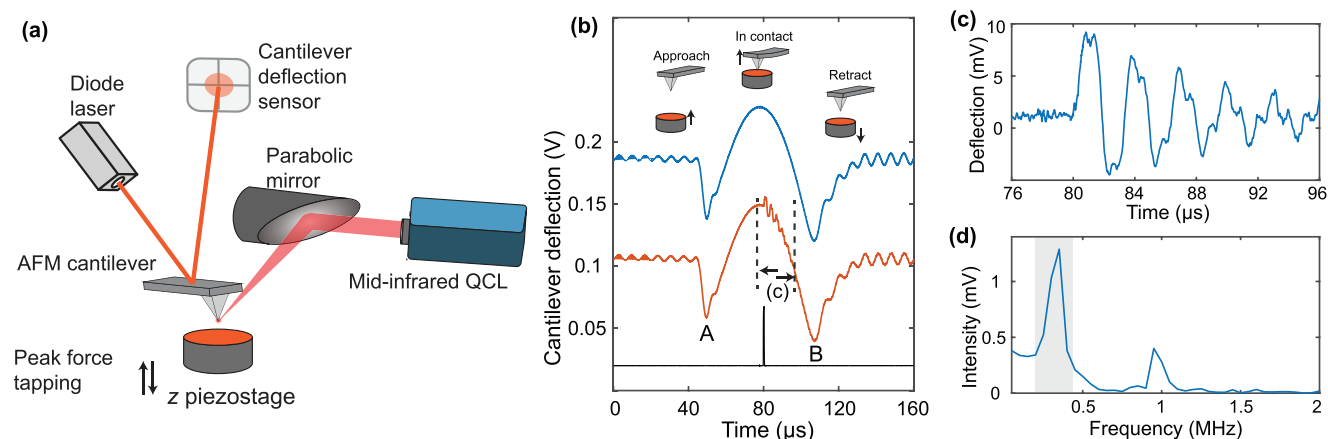 (a)
Cantilever
deflection
sensor
Diode
laser
Parabolic
mirror
AFM cantilever
Mid-infrared QCL
Peak force
tapping
z piezostage
(b)
Approach
In contact
Retract
Cantilever deflection (V)
0.2
0.15
0.1
0.05
(c)
A
B
0
40
80
120
160
Time (µs)
(c)
Deflection (mV)
10
5
0
76
80
84
88
92
96
Time (µs)
(d)
Intensity (mV)
1
0.5
0
0.5
1
1.5
2
Frequency (MHz)